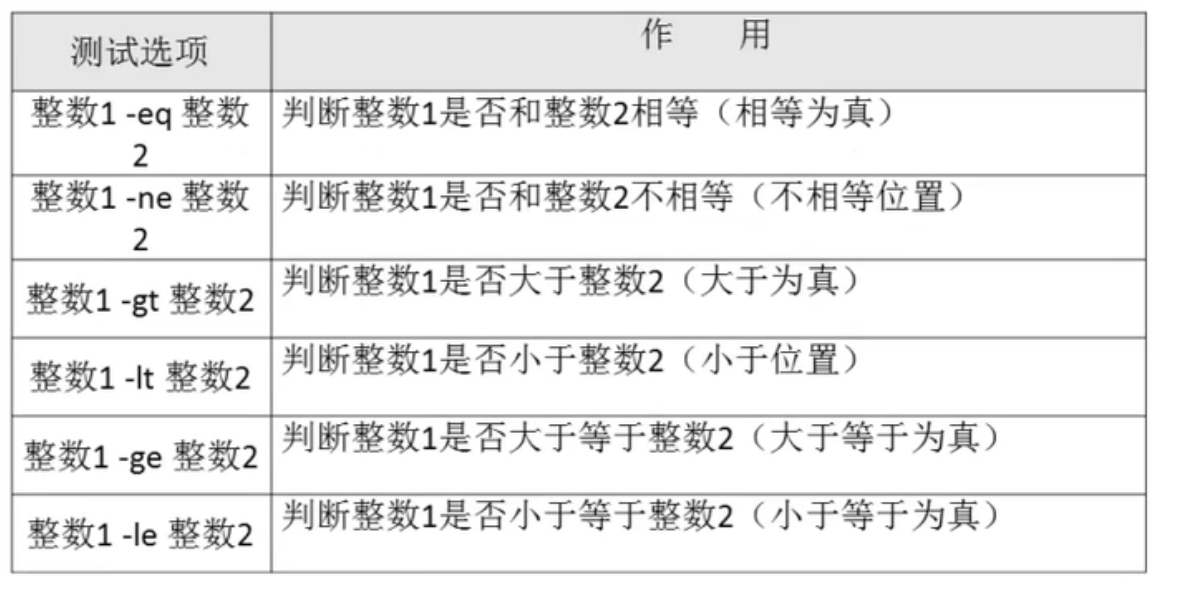 测试选项
作 用
整数1 -eq 整数
2
判断整数1是否和整数2相等（相等为真）
整数1 -ne 整数
2
判断整数1是否和整数2不相等（不相等位置）
整数1 -gt 整数2
判断整数1是否大于整数2（大于为真）
整数1 -lt 整数2
判断整数1是否小于整数2（小于位置）
整数1 -ge 整数2
判断整数1是否大于等于整数2（大于等于为真）
整数1 -le 整数2
判断整数1是否小于等于整数2（小于等于为真）